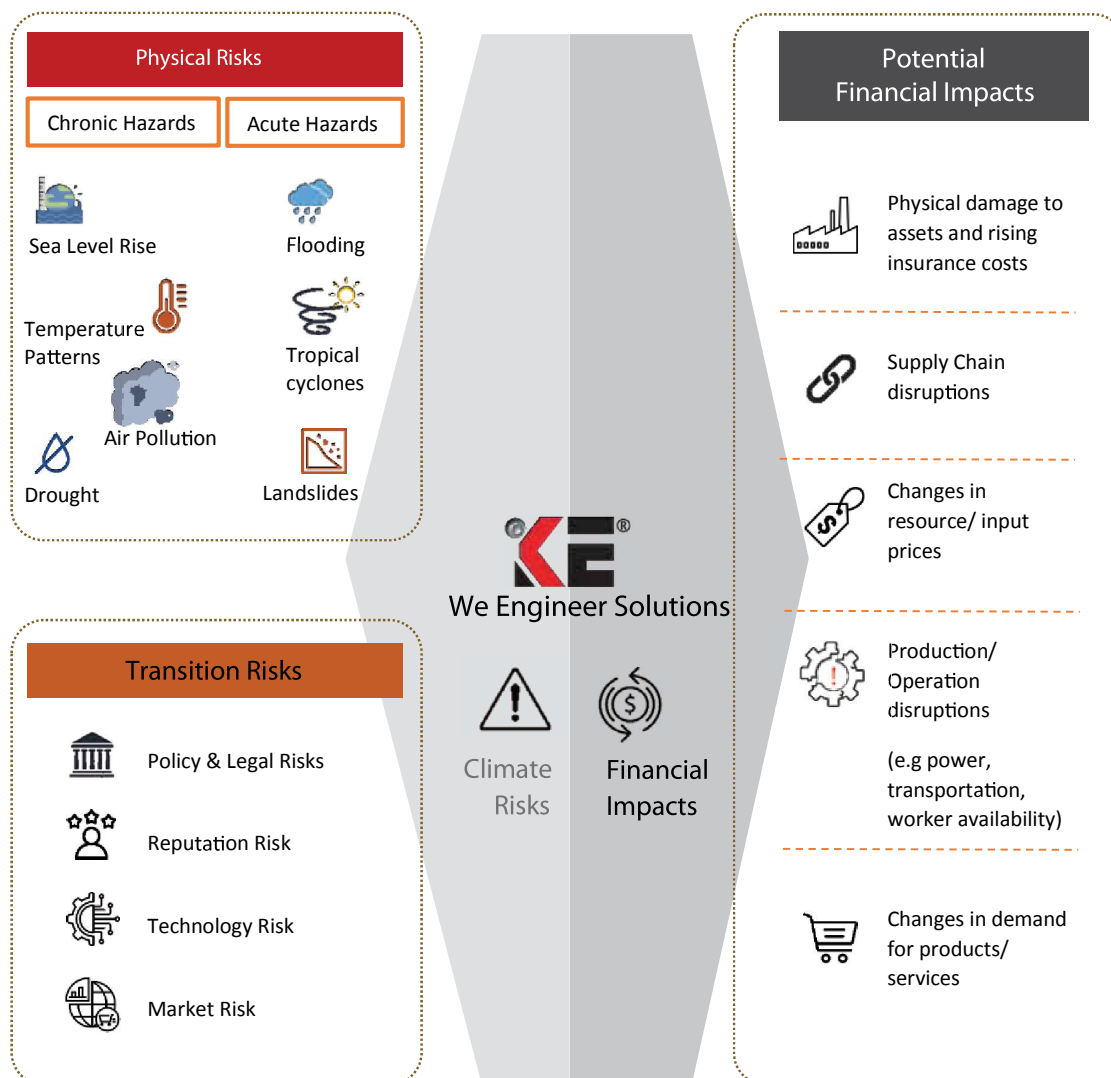 Physical Risks
Chronic Hazards
Acute Hazards
Sea Level Rise
Flooding
Temperature
Patterns
Tropical
cyclones
Air Pollution
Drought
Landslides
Transition Risks
Policy & Legal Risks
Reputation Risk
Technology Risk
Market Risk
KE®
We Engineer Solutions
Climate
Risks
Financial
Impacts
Potential
Financial Impacts
Physical damage to
assets and rising
insurance costs
Supply Chain
disruptions
$
Changes in
resource/ input
prices
Production/
Operation
disruptions
(e.g power,
transportation,
worker availability)
Changes in demand
for products/
services